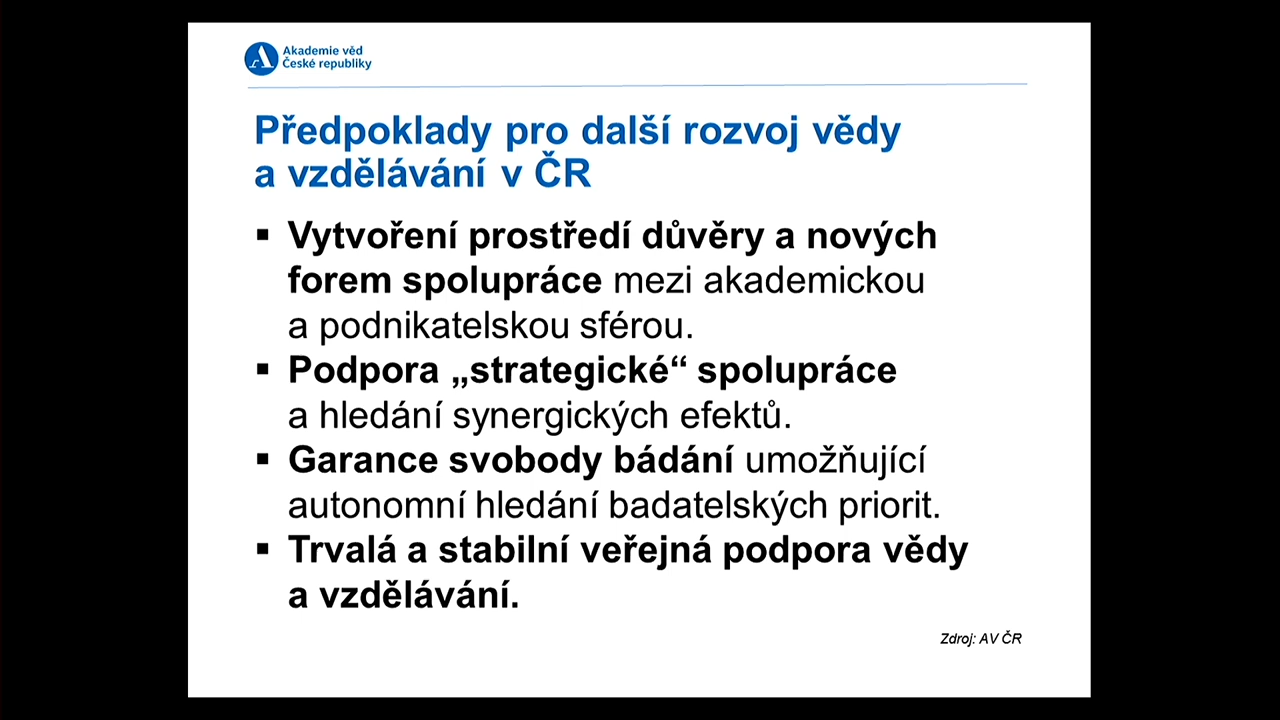 Akademie věd
České republiky
Předpoklady pro další rozvoj vědy
a vzdělávání v ČR
▪ Vytvoření prostředí důvěry a nových
forem spolupráce mezi akademickou
a podnikatelskou sférou.
▪ Podpora „strategické“ spolupráce
a hledání synergických efektů.
▪ Garance svobody bádání umožňující
autonomní hledání badatelských priorit.
▪ Trvalá a stabilní veřejná podpora vědy
a vzdělávání.
Zdroj: AV ČR